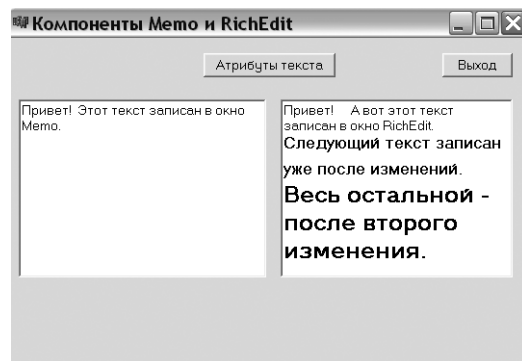 Компоненты Memo и RichEdit
Атрибуты текста
Выход
Привет! Этот текст записан в окно
Memo.
Привет! А вот этот текст
записан в окно RichEdit.
Следующий текст записан
уже после изменений.
Весь остальной -
после второго
изменения.